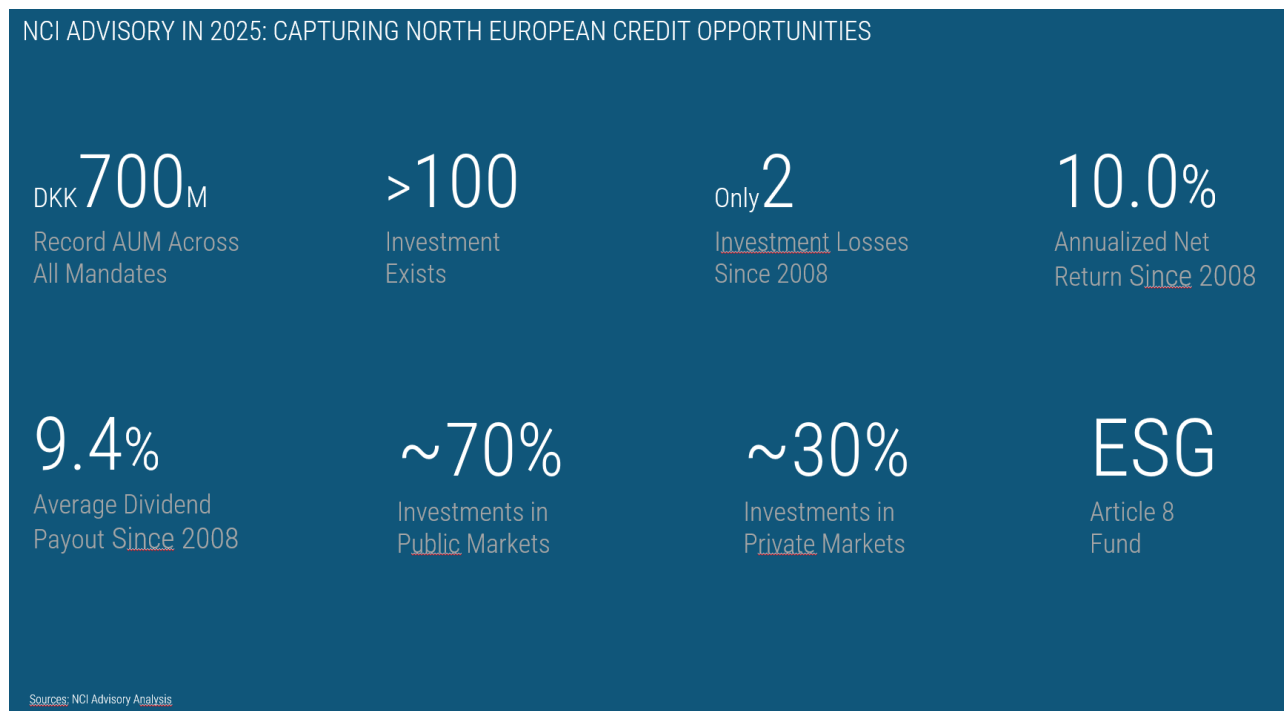 NCI ADVISORY IN 2025: CAPTURING NORTH EUROPEAN CREDIT OPPORTUNITIES
DKK700M
Record AUM Across
All Mandates
>100
Investment
Exists
Only2
Investment Losses
Since 2008
10.0%
Annualized Net
Return Since 2008
9.4%
Average Dividend
Payout Since 2008
~70%
Investments in
Public Markets
~30%
Investments in
Private Markets
ESG
Article 8
Fund
Sources: NCI Advisory Analysis